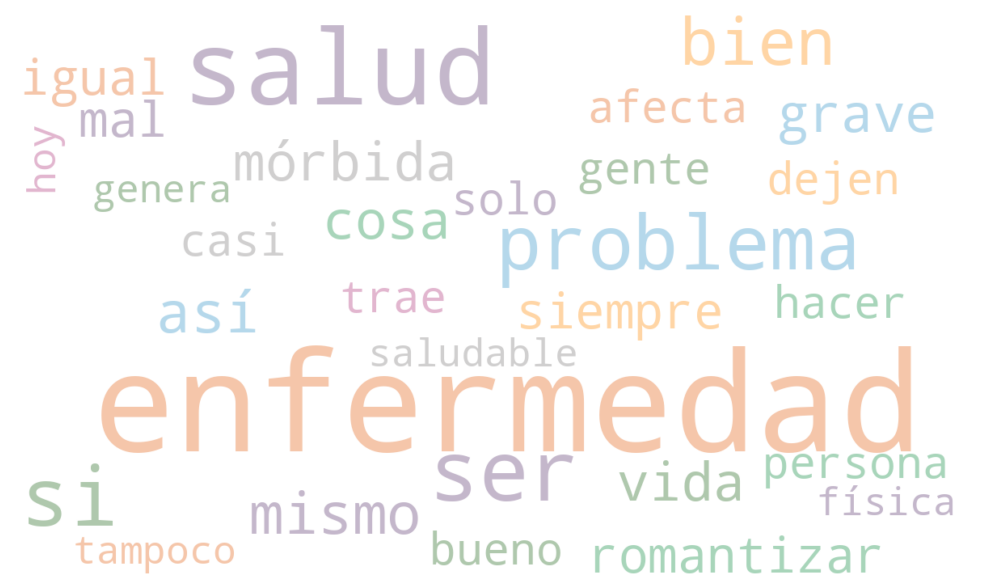 salud
bien
igual
mal
afecta
grave
hoy
mórbida
gente
dejen
genera
solo
cosa
casi
problema
trae
así
siempre
hacer
saludable
enfermedad
ser
si
vida
persona
mismo
física
tampoco
bueno
romantizar